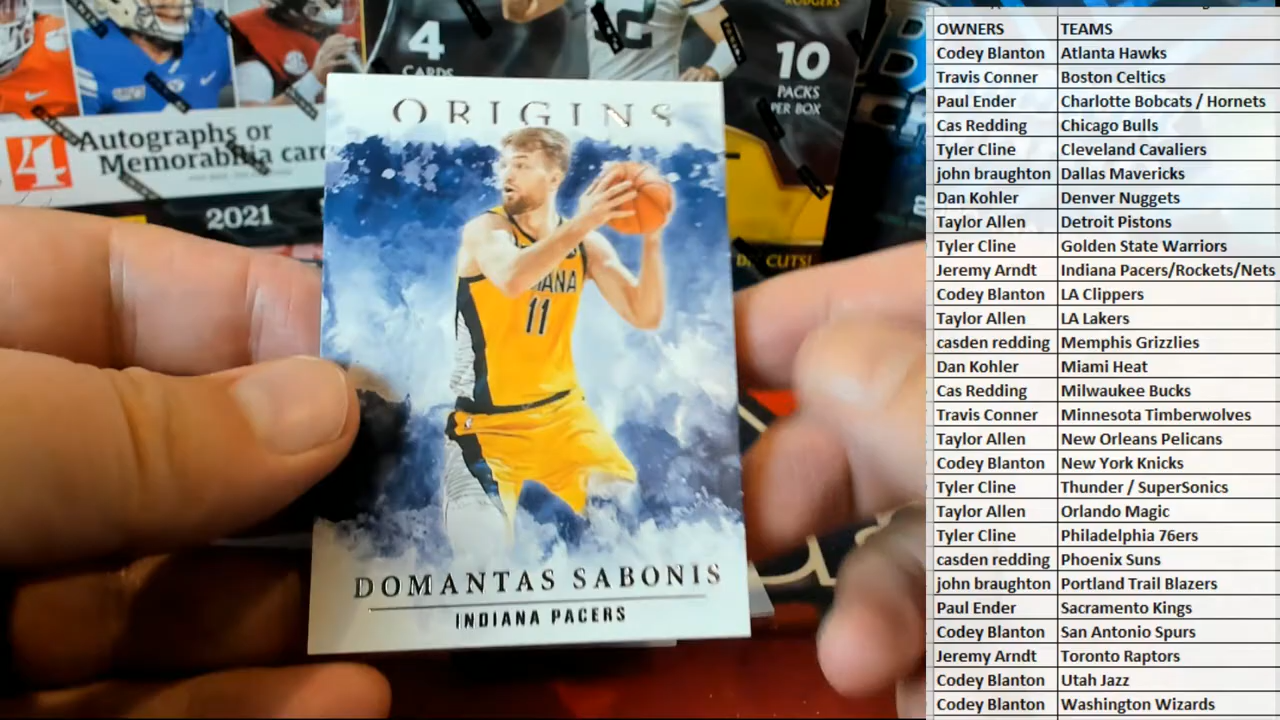 RODGERS
4
CARDS
10
PACKS
PER BOX
4
Autographs or
Memorabilia card
2021
CUTS!
ORIGINS
IANA
11
DOMANTAS SABONIS
INDIANA PACERS
OWNERS TEAMS
Codey Blanton Atlanta Hawks
Travis Conner Boston Celtics
Paul Ender Charlotte Bobcats / Hornets
Cas Redding Chicago Bulls
Tyler Cline Cleveland Cavaliers
john braughton Dallas Mavericks
Dan Kohler Denver Nuggets
Taylor Allen Detroit Pistons
Tyler Cline Golden State Warriors
Jeremy Arndt Indiana Pacers/Rockets/Nets
Codey Blanton LA Clippers
Taylor Allen LA Lakers
casden redding Memphis Grizzlies
Dan Kohler Miami Heat
Cas Redding Milwaukee Bucks
Travis Conner Minnesota Timberwolves
Taylor Allen New Orleans Pelicans
Codey Blanton New York Knicks
Tyler Cline Thunder / SuperSonics
Taylor Allen Orlando Magic
Tyler Cline Philadelphia 76ers
casden redding Phoenix Suns
john braughton Portland Trail Blazers
Paul Ender Sacramento Kings
Codey Blanton San Antonio Spurs
Jeremy Arndt Toronto Raptors
Codey Blanton Utah Jazz
Codey Blanton Washington Wizards